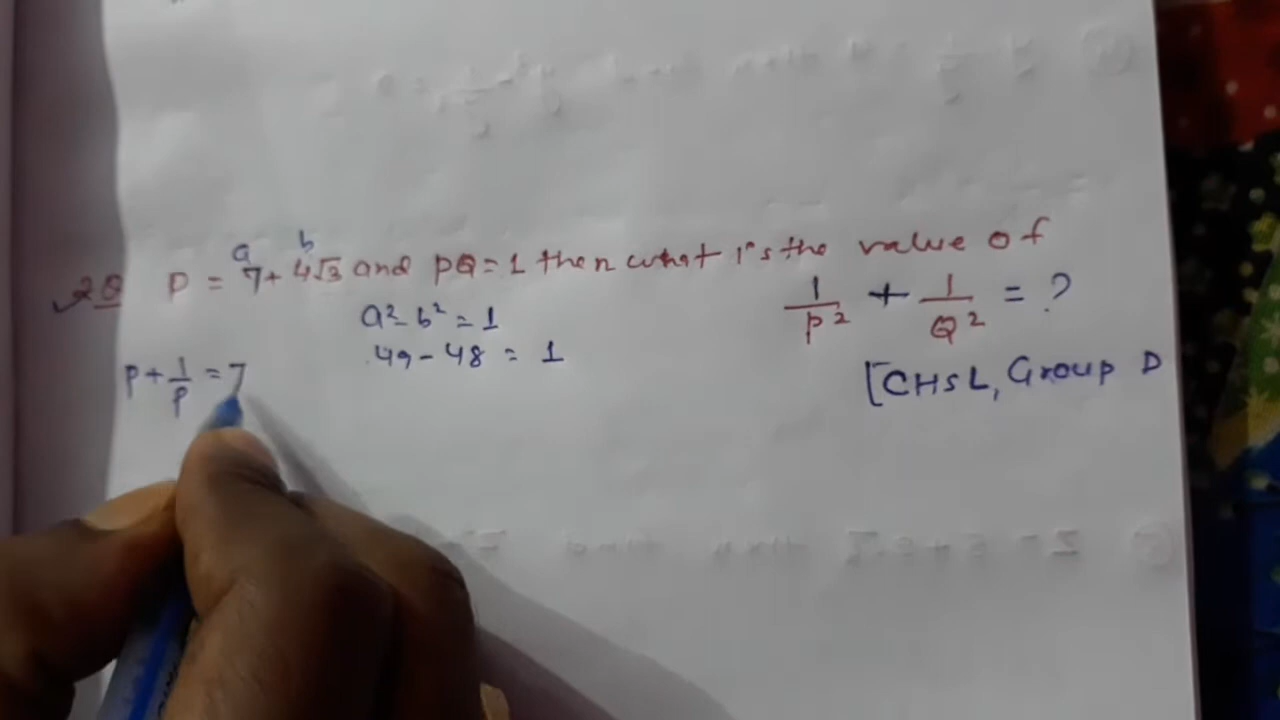 28 P = 7 + 4√3 and PQ = 1 then what is the value of
a b
1/P² + 1/Q² = ?
a² - b² = 1
49 - 48 = 1
P + 1/P = 7
[CHSL, Group D